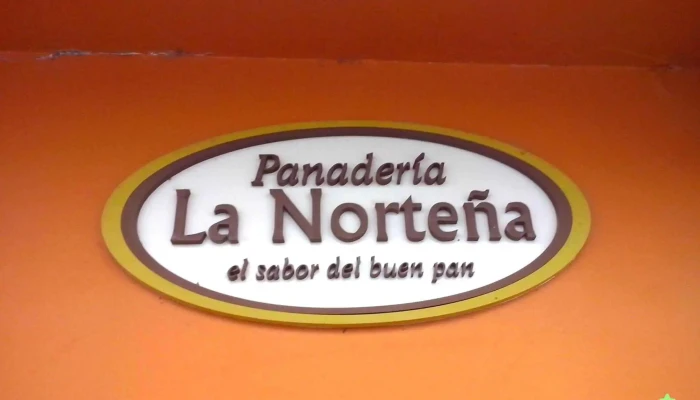 Panadería
La Norteña
el sabor del buen pan